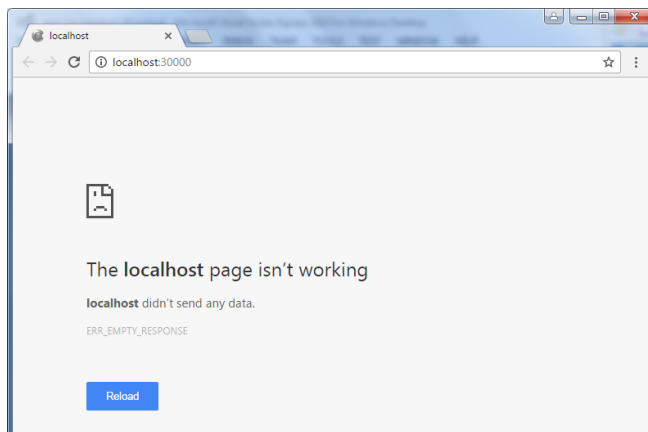 localhost
localhost:30000
The localhost page isn't working
localhost didn't send any data.
ERR_EMPTY_RESPONSE
Reload